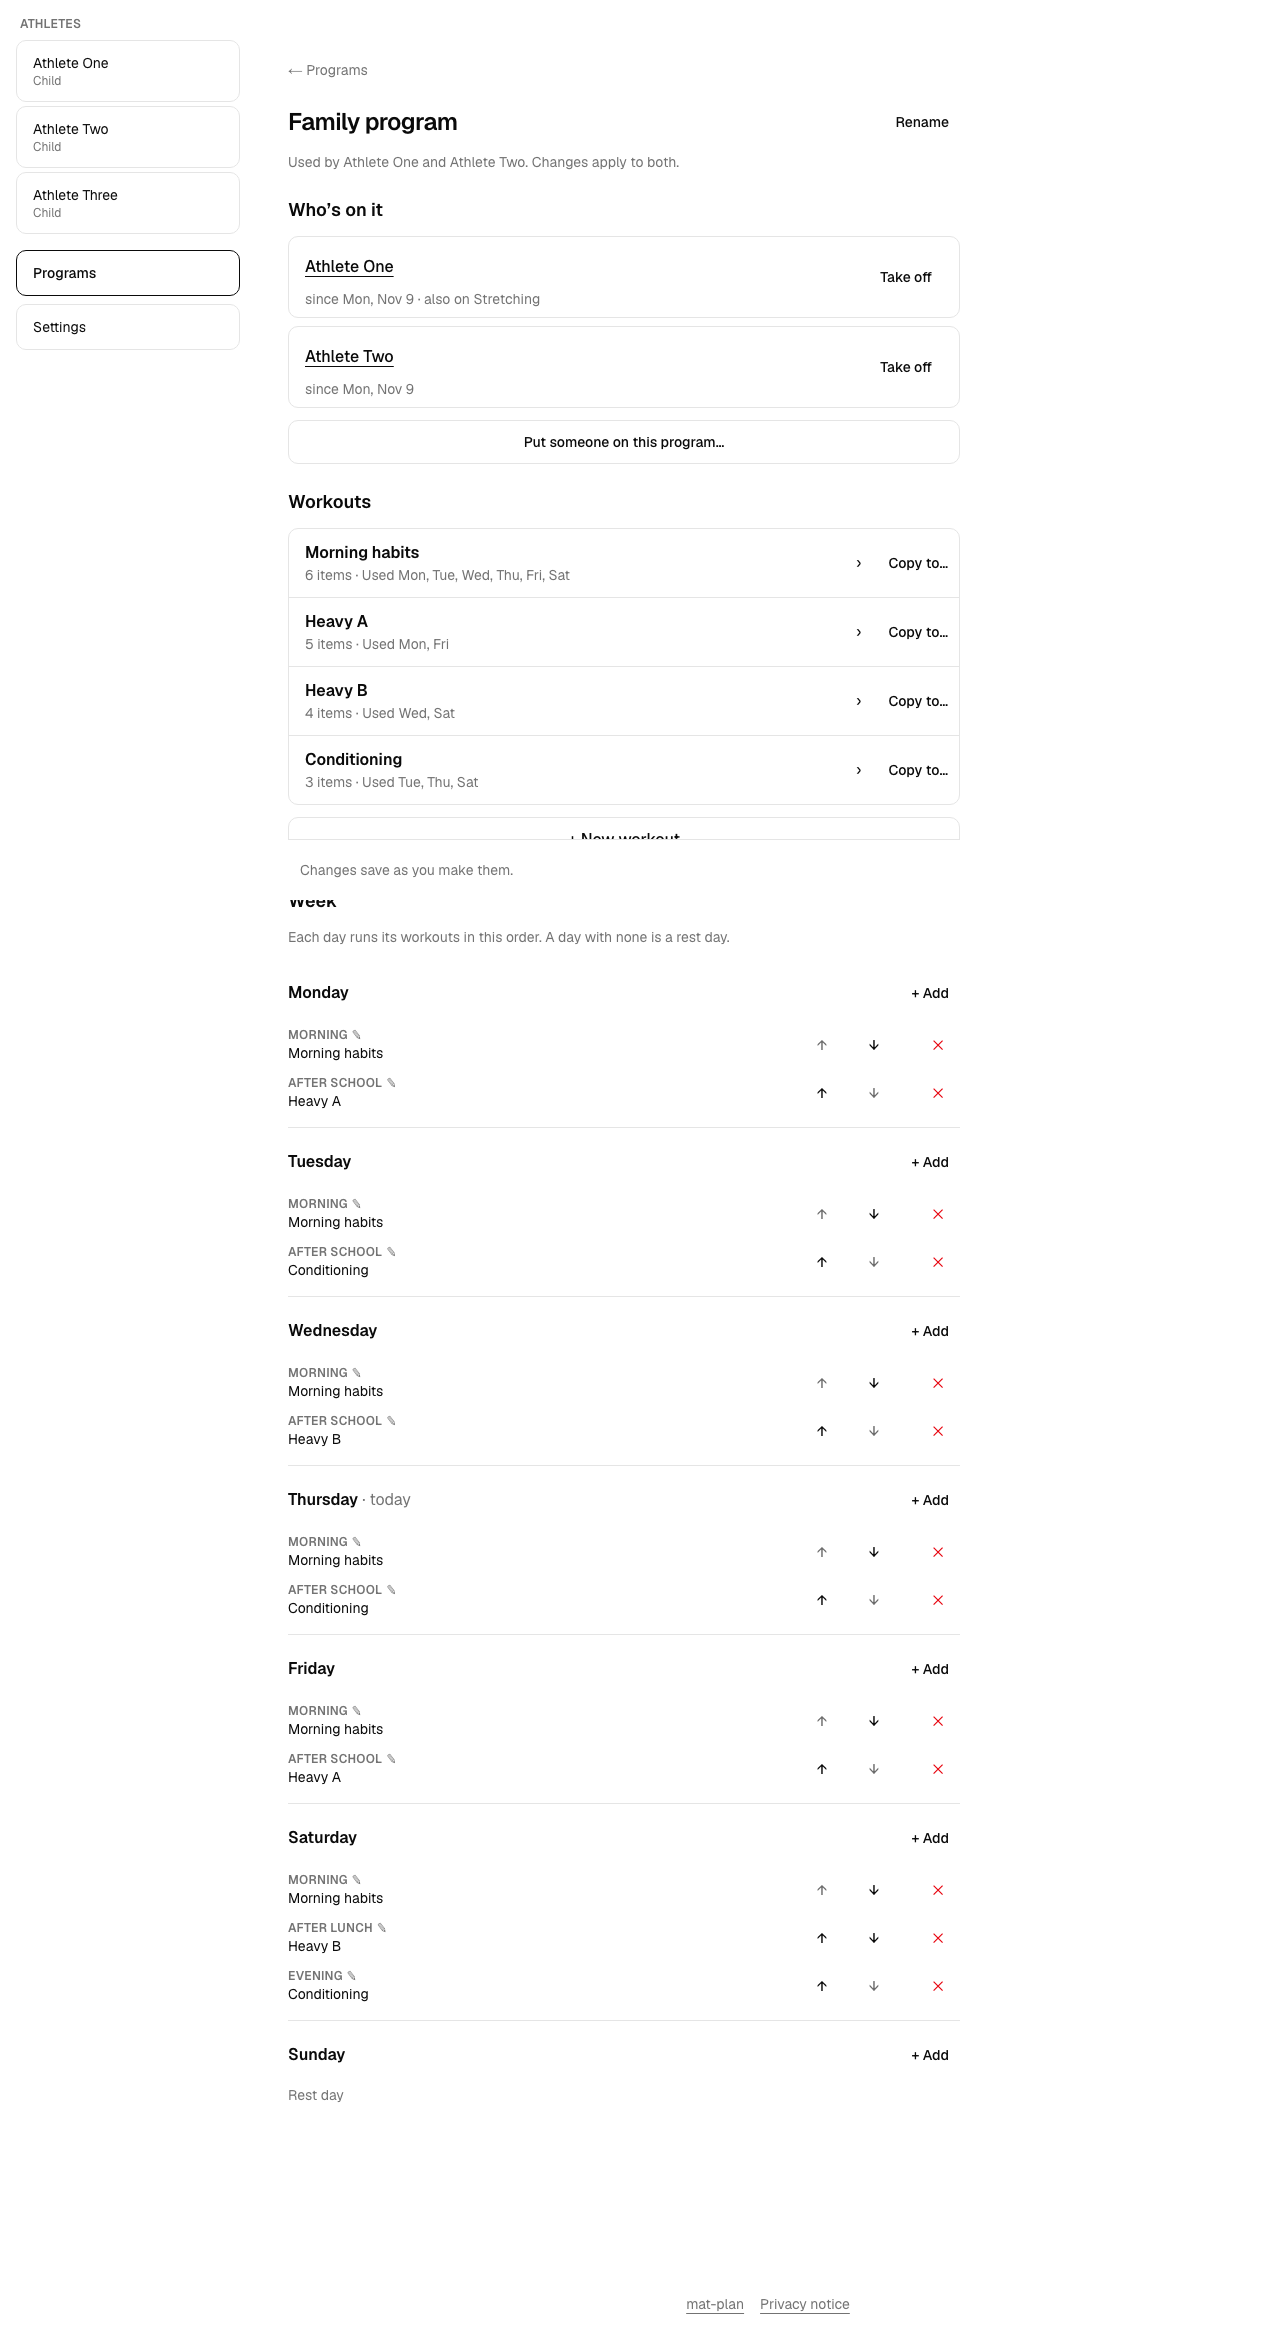 ATHLETES
Athlete One
Child
Athlete Two
Child
Athlete Three
Child
Programs
Settings
← Programs
Family program
Rename
Used by Athlete One and Athlete Two. Changes apply to both.
Who’s on it
Athlete One
since Mon, Nov 9 · also on Stretching
Take off
Athlete Two
since Mon, Nov 9
Take off
Put someone on this program…
Workouts
Morning habits
6 items · Used Mon, Tue, Wed, Thu, Fri, Sat
› Copy to…
Heavy A
5 items · Used Mon, Fri
› Copy to…
Heavy B
4 items · Used Wed, Sat
› Copy to…
Conditioning
3 items · Used Tue, Thu, Sat
› Copy to…
+ New workout
Changes save as you make them.
Week
Each day runs its workouts in this order. A day with none is a rest day.
Monday
+ Add
MORNING ✎
Morning habits
↑ ↓ ×
AFTER SCHOOL ✎
Heavy A
↑ ↓ ×
Tuesday
+ Add
MORNING ✎
Morning habits
↑ ↓ ×
AFTER SCHOOL ✎
Conditioning
↑ ↓ ×
Wednesday
+ Add
MORNING ✎
Morning habits
↑ ↓ ×
AFTER SCHOOL ✎
Heavy B
↑ ↓ ×
Thursday · today
+ Add
MORNING ✎
Morning habits
↑ ↓ ×
AFTER SCHOOL ✎
Conditioning
↑ ↓ ×
Friday
+ Add
MORNING ✎
Morning habits
↑ ↓ ×
AFTER SCHOOL ✎
Heavy A
↑ ↓ ×
Saturday
+ Add
MORNING ✎
Morning habits
↑ ↓ ×
AFTER LUNCH ✎
Heavy B
↑ ↓ ×
EVENING ✎
Conditioning
↑ ↓ ×
Sunday
+ Add
Rest day
mat-plan Privacy notice